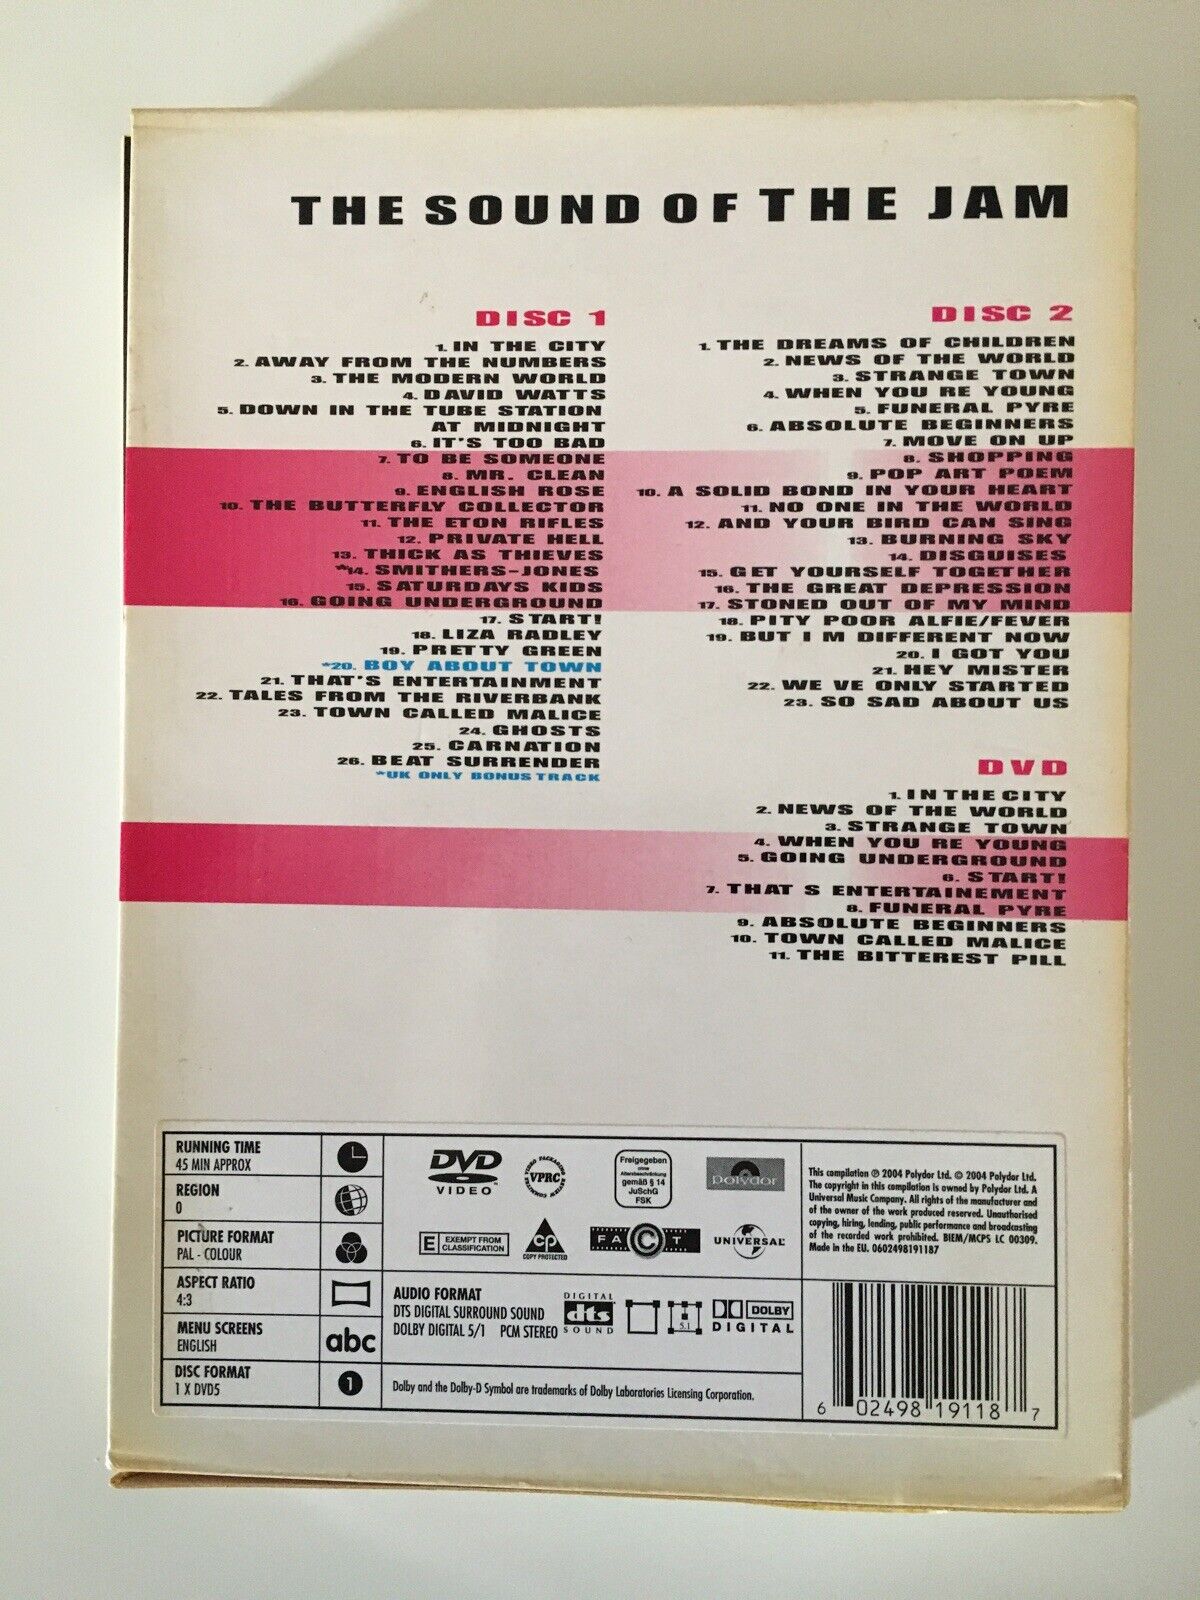 THE SOUND OF THE JAM
DISC 1
1. IN THE CITY
2. AWAY FROM THE NUMBERS
3. THE MODERN WORLD
4. DAVID WATTS
5. DOWN IN THE TUBE STATION
AT MIDNIGHT
6. IT'S TOO BAD
7. TO BE SOMEONE
8. MR. CLEAN
9. ENGLISH ROSE
10. THE BUTTERFLY COLLECTOR
11. THE ETON RIFLES
12. PRIVATE HELL
13. THICK AS THIEVES
*14. SMITHERS-JONES
15. SATURDAYS KIDS
16. GOING UNDERGROUND
17. START!
18. LIZA RADLEY
19. PRETTY GREEN
*20. BOY ABOUT TOWN
21. THAT'S ENTERTAINMENT
22. TALES FROM THE RIVERBANK
23. TOWN CALLED MALICE
24. GHOSTS
25. CARNATION
26. BEAT SURRENDER
*UK ONLY BONUS TRACK
DISC 2
1. THE DREAMS OF CHILDREN
2. NEWS OF THE WORLD
3. STRANGE TOWN
4. WHEN YOU RE YOUNG
5. FUNERAL PYRE
6. ABSOLUTE BEGINNERS
7. MOVE ON UP
8. SHOPPING
9. POP ART POEM
10. A SOLID BOND IN YOUR HEART
11. NO ONE IN THE WORLD
12. AND YOUR BIRD CAN SING
13. BURNING SKY
14. DISGUISES
15. GET YOURSELF TOGETHER
16. THE GREAT DEPRESSION
17. STONED OUT OF MY MIND
18. PITY POOR ALFIE/FEVER
19. BUT I M DIFFERENT NOW
20. I GOT YOU
21. HEY MISTER
22. WE VE ONLY STARTED
23. SO SAD ABOUT US
DVD
1. IN THE CITY
2. NEWS OF THE WORLD
3. STRANGE TOWN
4. WHEN YOU RE YOUNG
5. GOING UNDERGROUND
6. START!
7. THAT S ENTERTAINEMENT
8. FUNERAL PYRE
9. ABSOLUTE BEGINNERS
10. TOWN CALLED MALICE
11. THE BITTEREST PILL
RUNNING TIME
45 MIN APPROX
REGION
0
PICTURE FORMAT
PAL - COLOUR
ASPECT RATIO
4:3
MENU SCREENS
ENGLISH
abc
DISC FORMAT
1 X DVD5
1
DVD
VIDEO
VIDEO PACKAGING REVIEW COMMITTEE
VPRC
Freigegeben
ohne
Altersbeschränkung
gemäß § 14
JuSchG
FSK
polydor
E EXEMPT FROM
CLASSIFICATION
CP
COPY PROTECTED
FACT
UNIVERSAL
AUDIO FORMAT
DTS DIGITAL SURROUND SOUND
DOLBY DIGITAL 5/1 PCM STEREO
DIGITAL
dts
SOUND
5.1
DOLBY
DIGITAL
Dolby and the Dolby-D Symbol are trademarks of Dolby Laboratories Licensing Corporation.
This compilation ℗ 2004 Polydor Ltd. © 2004 Polydor Ltd.
The copyright in this compilation is owned by Polydor Ltd. A
Universal Music Company. All rights of the manufacturer and
of the owner of the work produced reserved. Unauthorised
copying, hiring, lending, public performance and broadcasting
of the recorded work prohibited. BIEM/MCPS LC 00309.
Made in the EU. 0602498191187
6 02498 19118 7